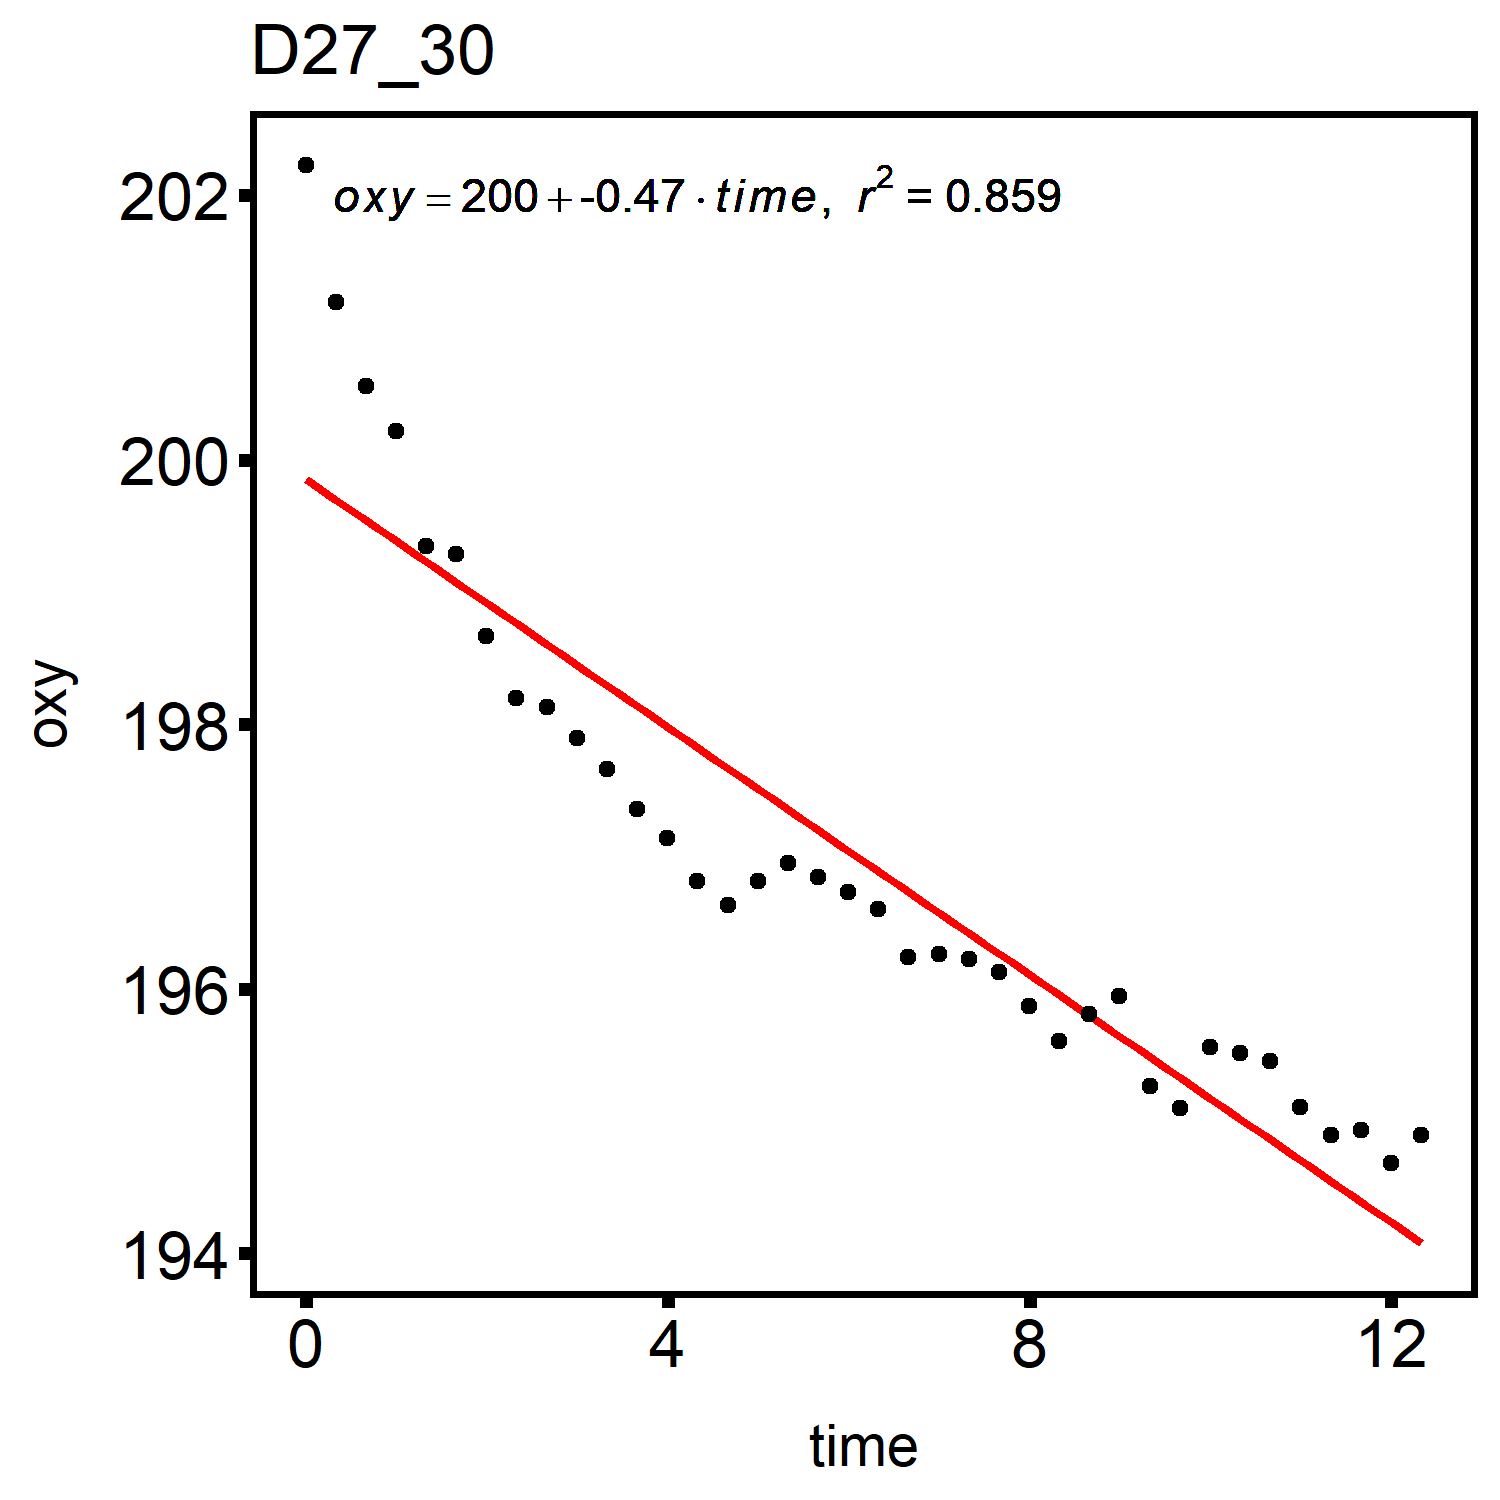 D27_30
oxy = 200 + -0.47 · time, r² = 0.859
202
200
198
196
194
oxy
0 4 8 12
time